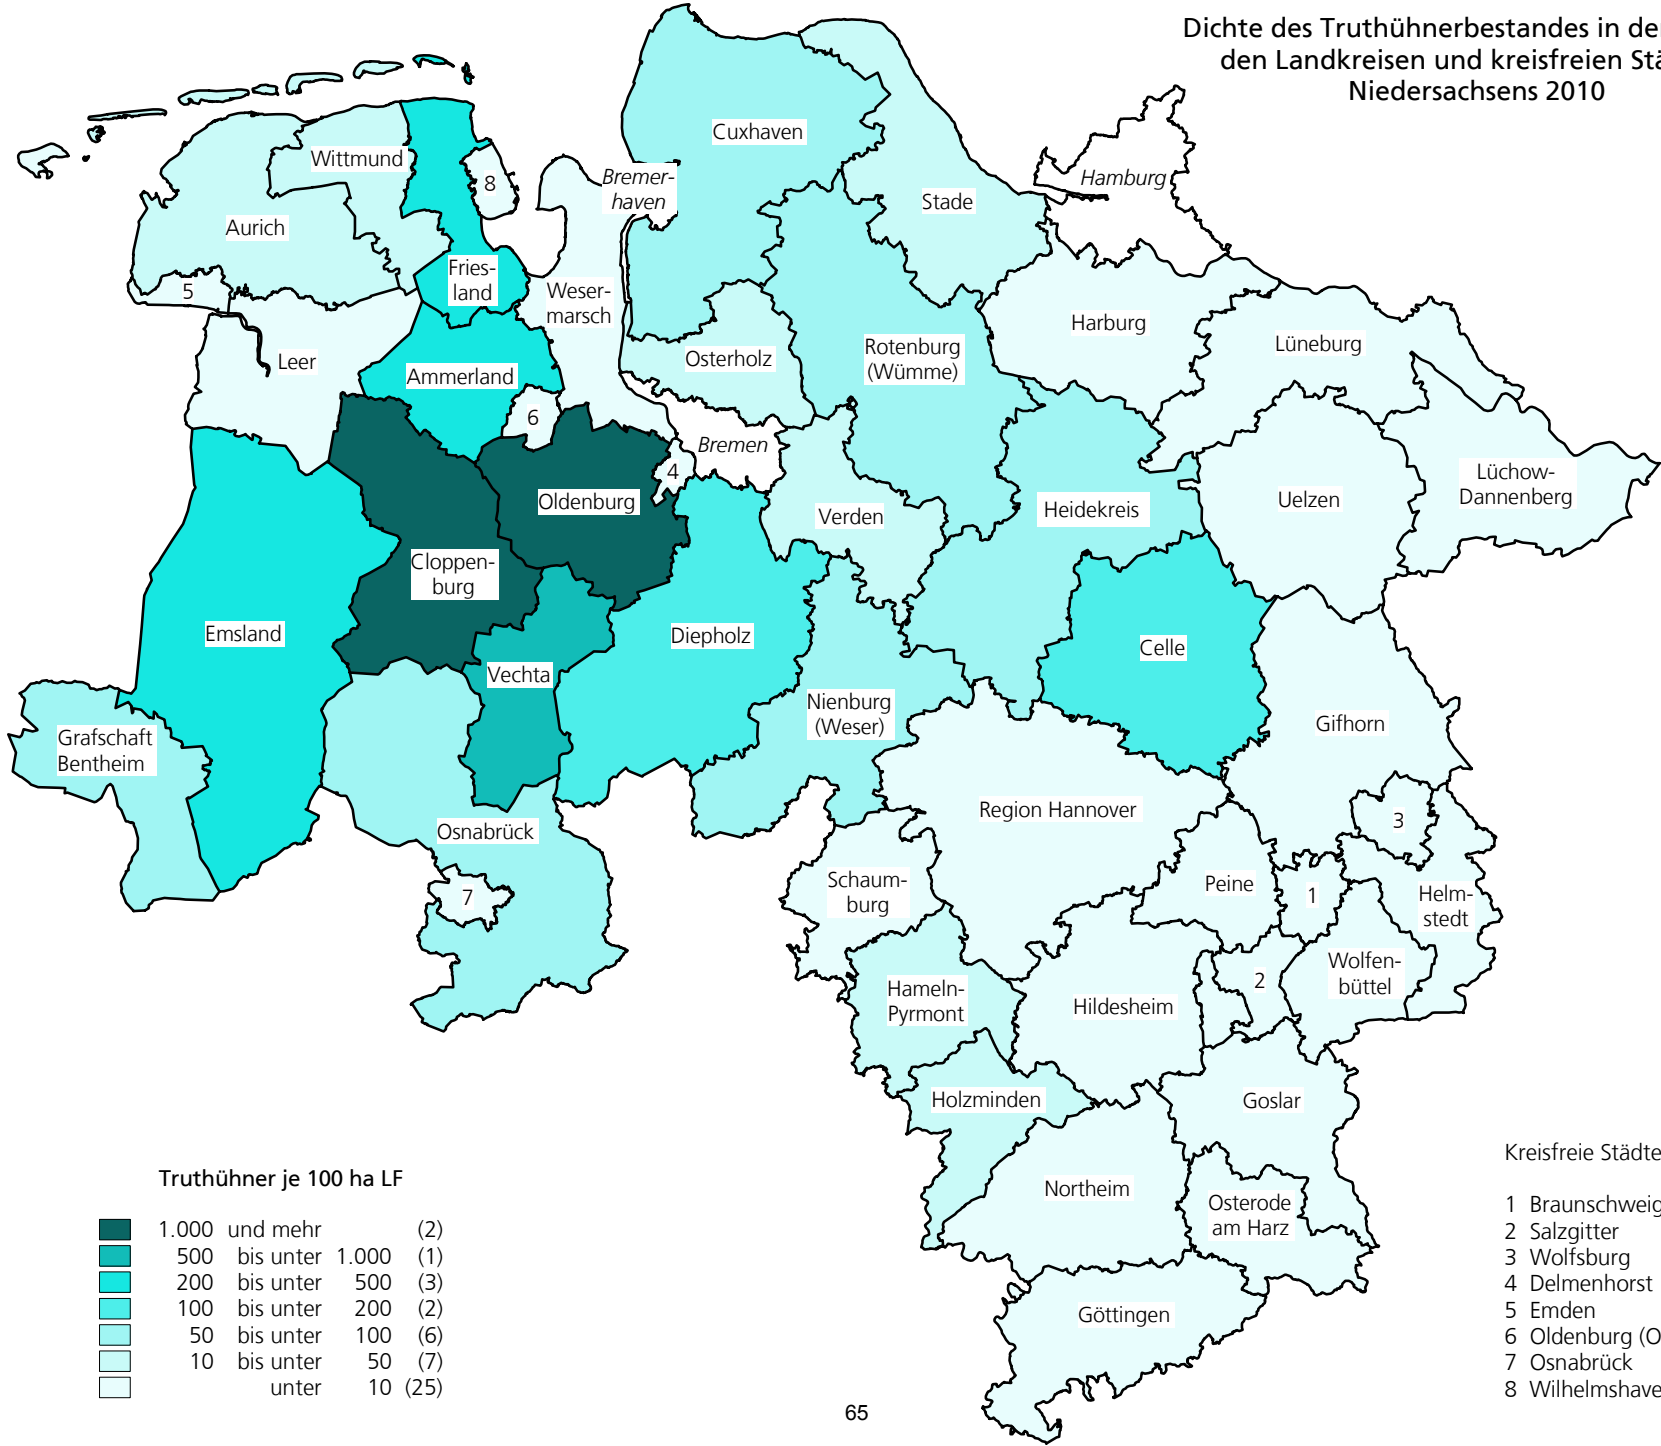 Dichte des Truthühnerbestandes in de
den Landkreisen und kreisfreien Stä
Niedersachsens 2010
Cuxhaven
Wittmund
8
Bremer-
haven
Hamburg
Stade
Aurich
Fries-
land
5
Weser-
marsch
Harburg
Lüneburg
Leer
Osterholz
Rotenburg
(Wümme)
Ammerland
6
Bremen
4
Lüchow-
Dannenberg
Oldenburg
Verden
Heidekreis
Uelzen
Cloppen-
burg
Emsland
Diepholz
Celle
Vechta
Nienburg
(Weser)
Gifhorn
Grafschaft
Bentheim
Region Hannover
3
Osnabrück
7
Schaum-
burg
Peine
1
Helm-
stedt
Wolfen-
büttel
2
Hameln-
Pyrmont
Hildesheim
Holzminden
Goslar
Northeim
Osterode
am Harz
Göttingen
Truthühner je 100 ha LF
1.000 und mehr (2)
500 bis unter 1.000 (1)
200 bis unter 500 (3)
100 bis unter 200 (2)
50 bis unter 100 (6)
10 bis unter 50 (7)
unter 10 (25)
Kreisfreie Städte
1 Braunschweig
2 Salzgitter
3 Wolfsburg
4 Delmenhorst
5 Emden
6 Oldenburg (O
7 Osnabrück
8 Wilhelmshave
65